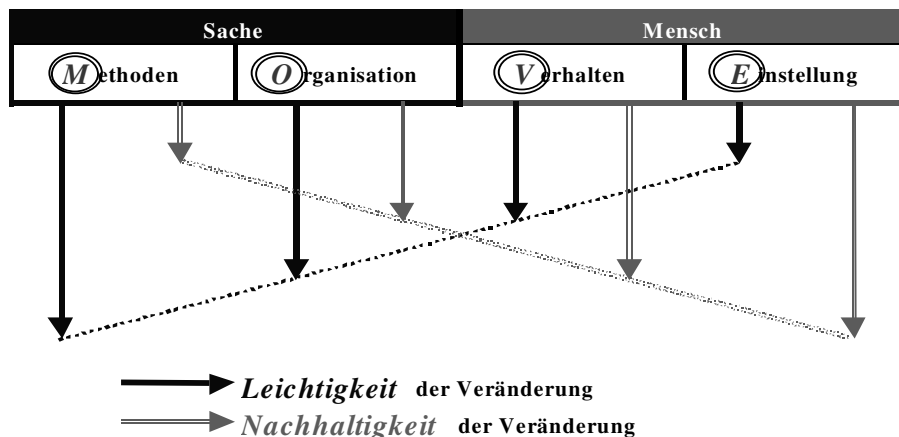 Sache Mensch
Methoden Organisation Verhalten Einstellung
Leichtigkeit der Veränderung
Nachhaltigkeit der Veränderung